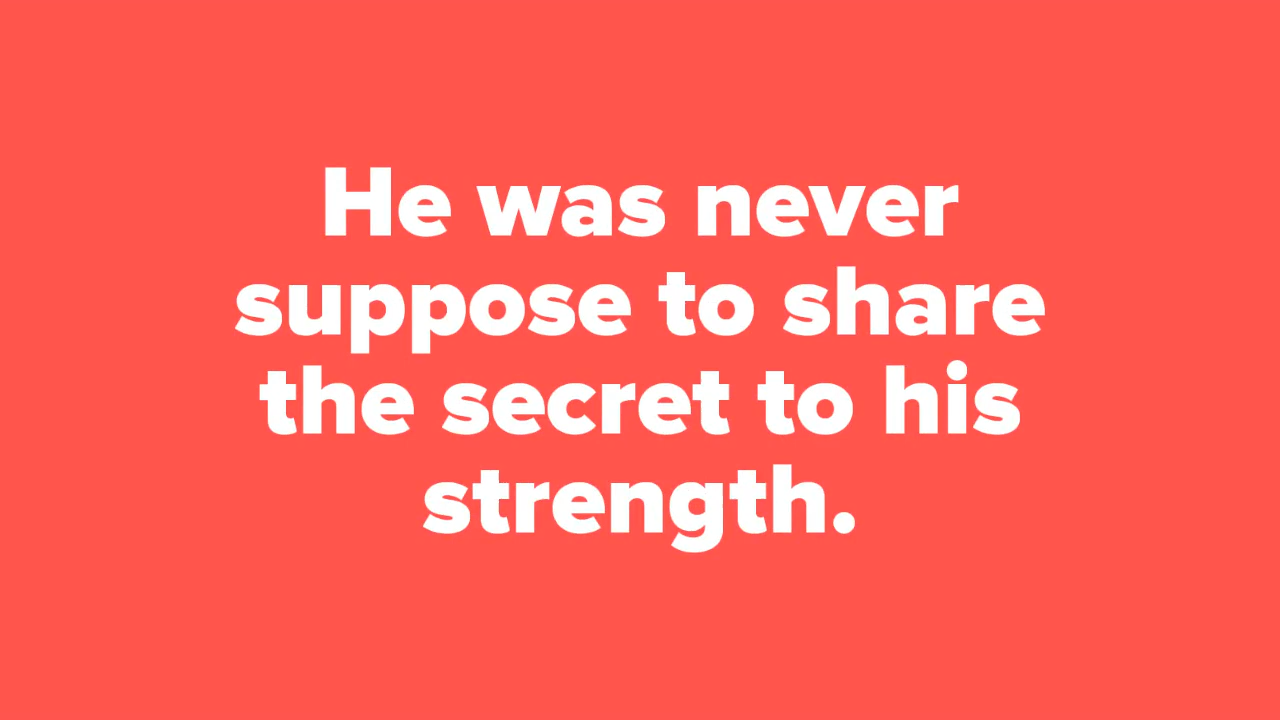 He was never
suppose to share
the secret to his
strength.